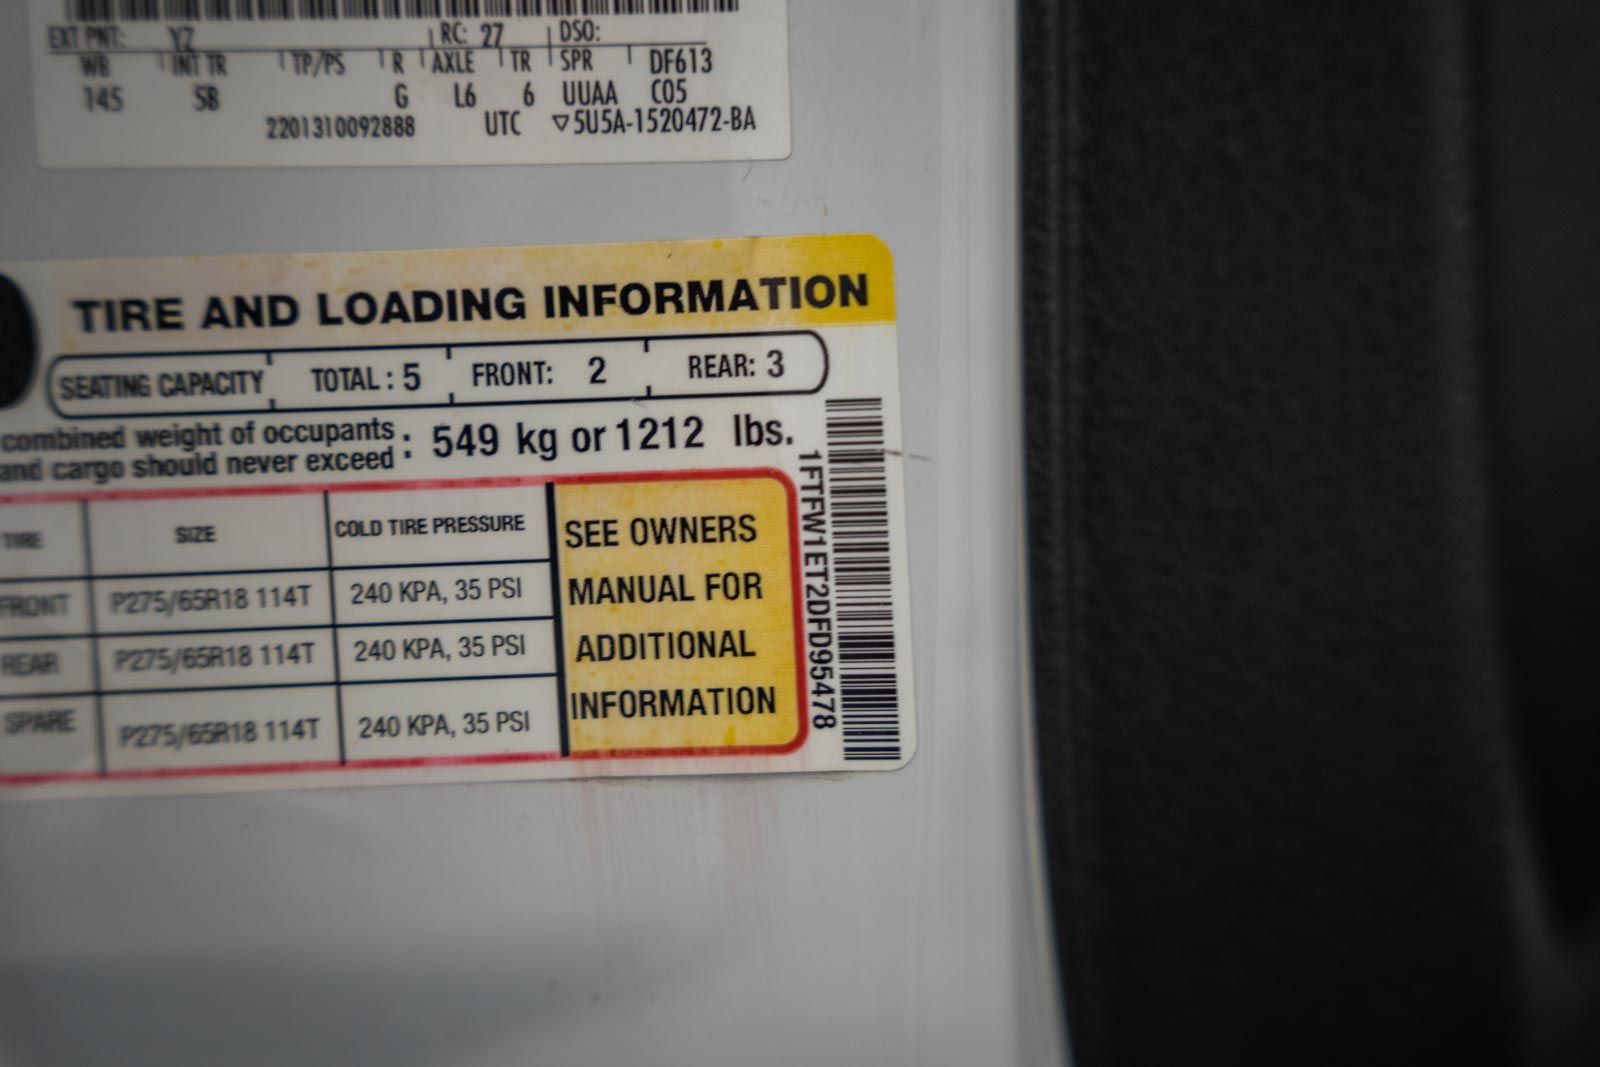 EXT PNT: YZ RC: 27 DSO:
WB INT TR TP/PS R AXLE TR SPR DF613
145 SB G L6 6 UUAA C05
2201310092888 UTC ▽5U5A-1520472-BA
TIRE AND LOADING INFORMATION
SEATING CAPACITY TOTAL : 5 FRONT: 2 REAR: 3
combined weight of occupants
and cargo should never exceed : 549 kg or 1212 lbs.
TIRE SIZE COLD TIRE PRESSURE
FRONT P275/65R18 114T 240 KPA, 35 PSI
REAR P275/65R18 114T 240 KPA, 35 PSI
SPARE P275/65R18 114T 240 KPA, 35 PSI
SEE OWNERS
MANUAL FOR
ADDITIONAL
INFORMATION
1FTFW1ET2DFD95478